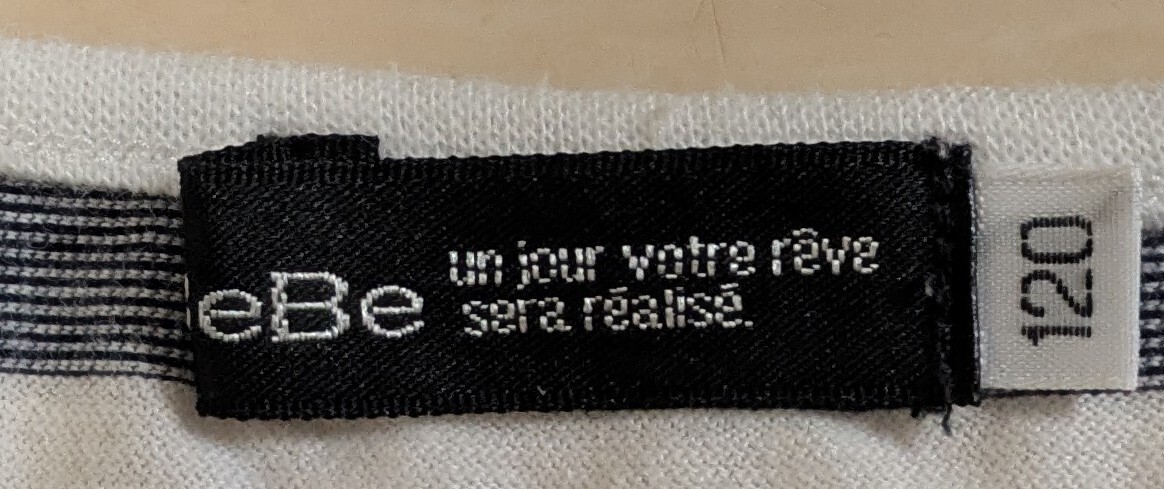 eBe
un jour votre rêve
sera réalisé.
120